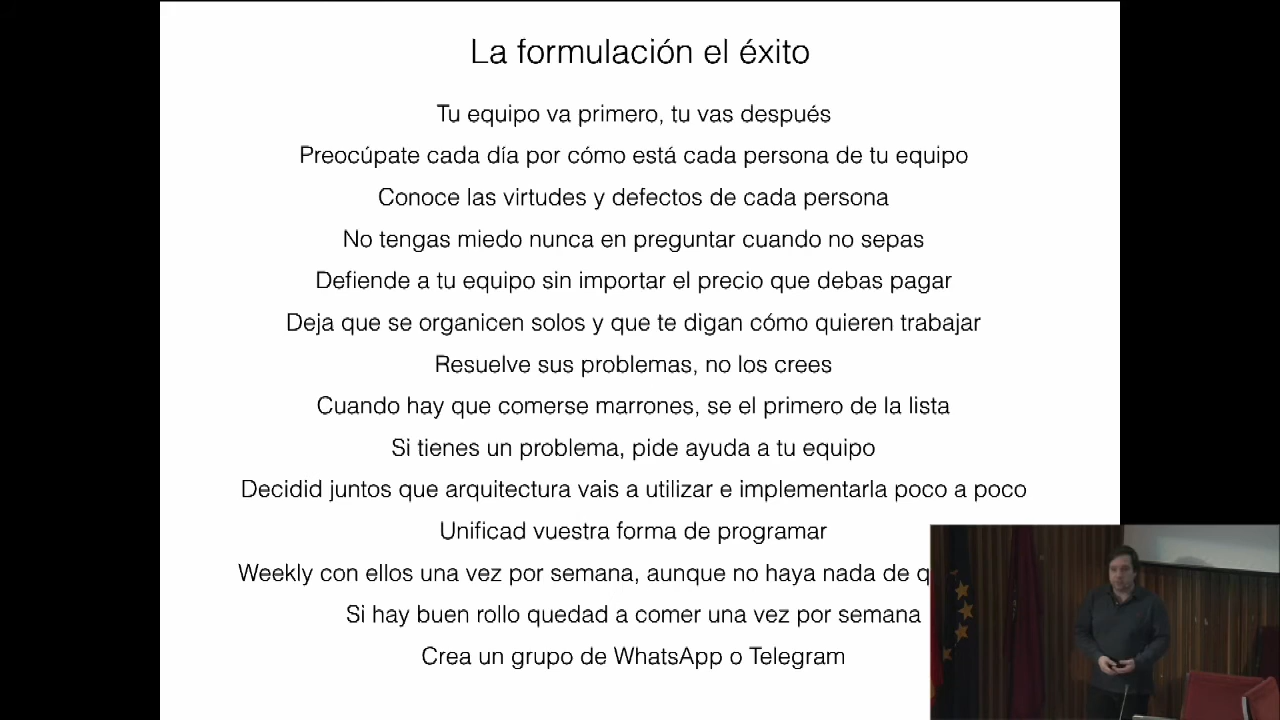 La formulación el éxito
Tu equipo va primero, tu vas después
Preocúpate cada día por cómo está cada persona de tu equipo
Conoce las virtudes y defectos de cada persona
No tengas miedo nunca en preguntar cuando no sepas
Defiende a tu equipo sin importar el precio que debas pagar
Deja que se organicen solos y que te digan cómo quieren trabajar
Resuelve sus problemas, no los crees
Cuando hay que comerse marrones, se el primero de la lista
Si tienes un problema, pide ayuda a tu equipo
Decidid juntos que arquitectura vais a utilizar e implementarla poco a poco
Unificad vuestra forma de programar
Weekly con ellos una vez por semana, aunque no haya nada de
Si hay buen rollo quedad a comer una vez por semana
Crea un grupo de WhatsApp o Telegram